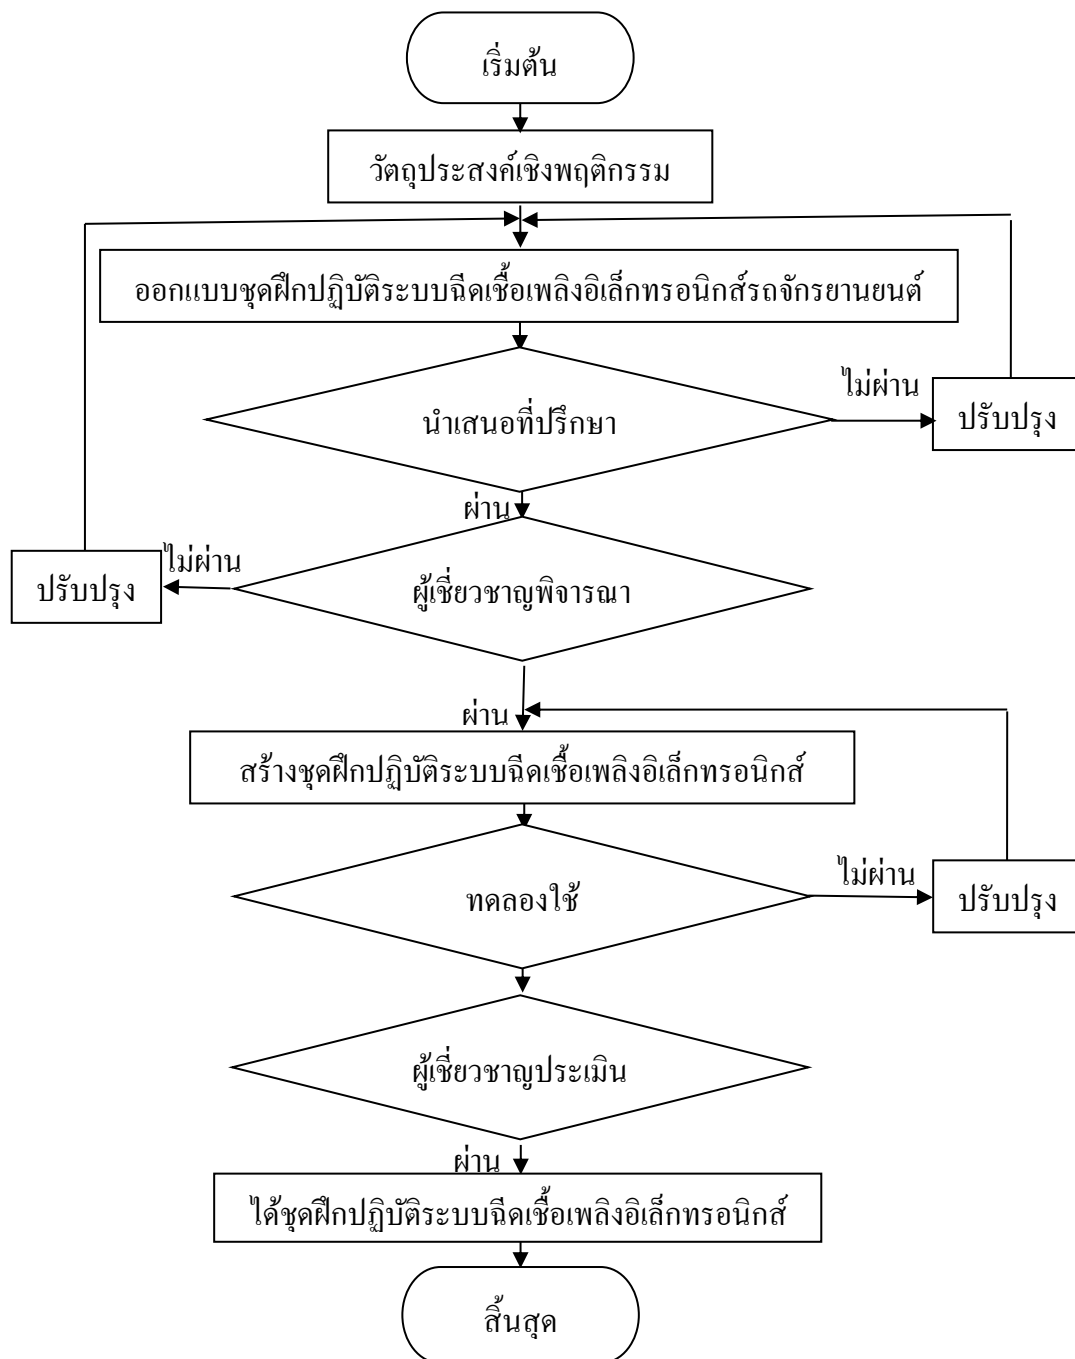 เริ่มต้น
วัตถุประสงค์เชิงพฤติกรรม
ออกแบบชุดฝึกปฏิบัติระบบฉีดเชื้อเพลิงอิเล็กทรอนิกส์รถจักรยานยนต์
นำเสนอที่ปรึกษา
ไม่ผ่าน
ปรับปรุง
ผ่าน
ผู้เชี่ยวชาญพิจารณา
ไม่ผ่าน
ปรับปรุง
ผ่าน
สร้างชุดฝึกปฏิบัติระบบฉีดเชื้อเพลิงอิเล็กทรอนิกส์
ทดลองใช้
ไม่ผ่าน
ปรับปรุง
ผู้เชี่ยวชาญประเมิน
ผ่าน
ได้ชุดฝึกปฏิบัติระบบฉีดเชื้อเพลิงอิเล็กทรอนิกส์
สิ้นสุด